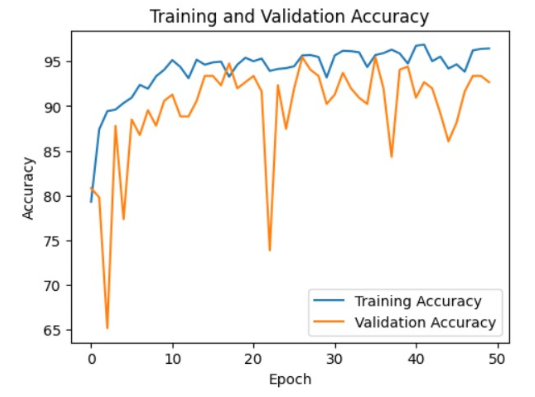 Training and Validation Accuracy
Accuracy
95
90
85
80
75
70
65
0 10 20 30 40 50
Epoch
Training Accuracy
Validation Accuracy